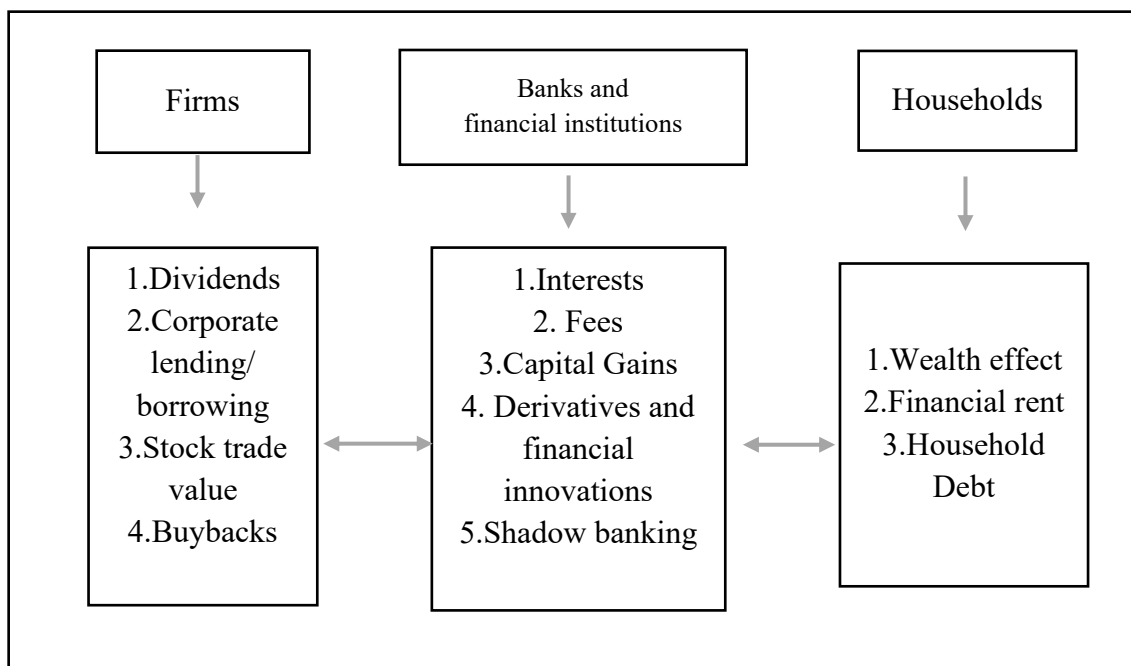 Firms
Banks and
financial institutions
Households
1.Dividends
2.Corporate
lending/
borrowing
3.Stock trade
value
4.Buybacks
1.Interests
2. Fees
3.Capital Gains
4. Derivatives and
financial
innovations
5.Shadow banking
1.Wealth effect
2.Financial rent
3.Household
Debt